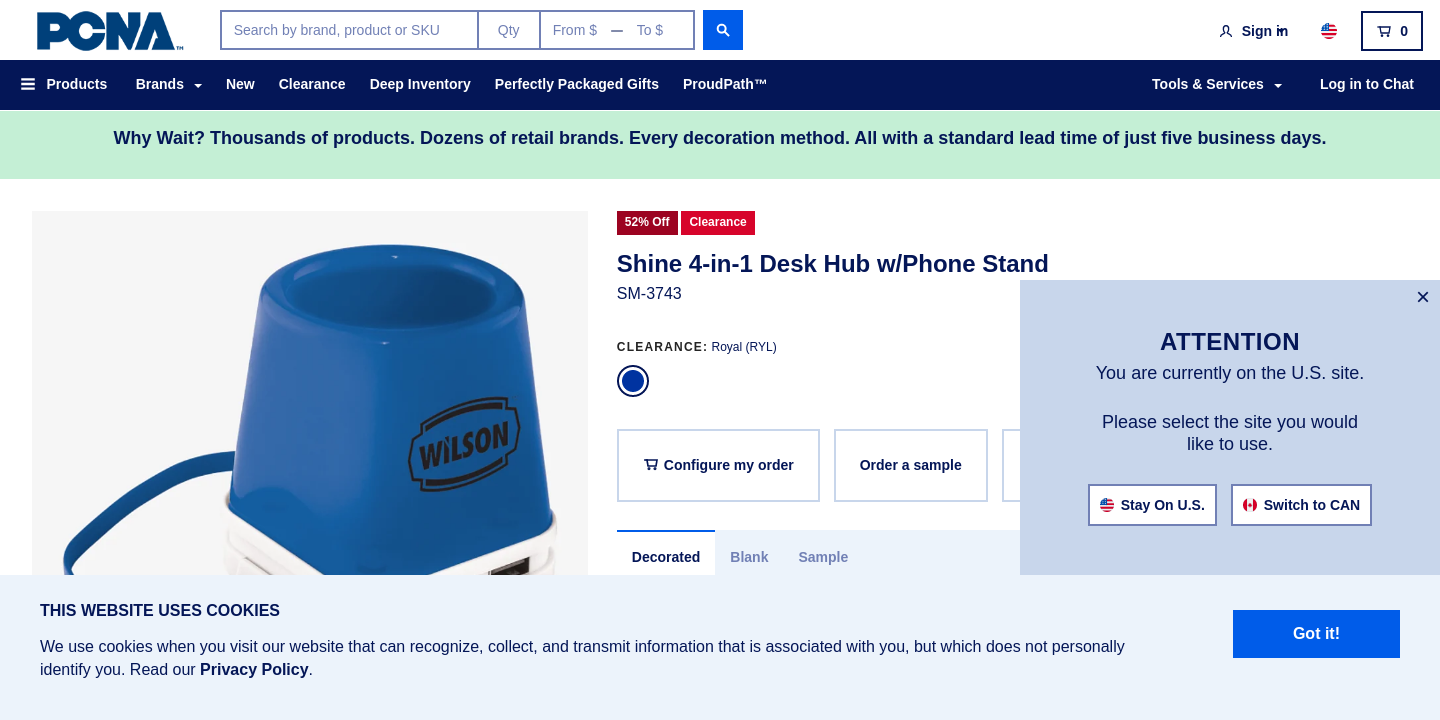 PCNA™
Search by brand, product or SKU
Qty
From $ — To $
Sign in
0
Products
Brands
New
Clearance
Deep Inventory
Perfectly Packaged Gifts
ProudPath™
Tools & Services
Log in to Chat
Why Wait? Thousands of products. Dozens of retail brands. Every decoration method. All with a standard lead time of just five business days.
52% Off
Clearance
Shine 4-in-1 Desk Hub w/Phone Stand
SM-3743
CLEARANCE: Royal (RYL)
WILSON
Configure my order
Order a sample
Decorated
Blank
Sample
×
ATTENTION
You are currently on the U.S. site.
Please select the site you would
like to use.
Stay On U.S.
Switch to CAN
THIS WEBSITE USES COOKIES
We use cookies when you visit our website that can recognize, collect, and transmit information that is associated with you, but which does not personally
identify you. Read our Privacy Policy.
Got it!